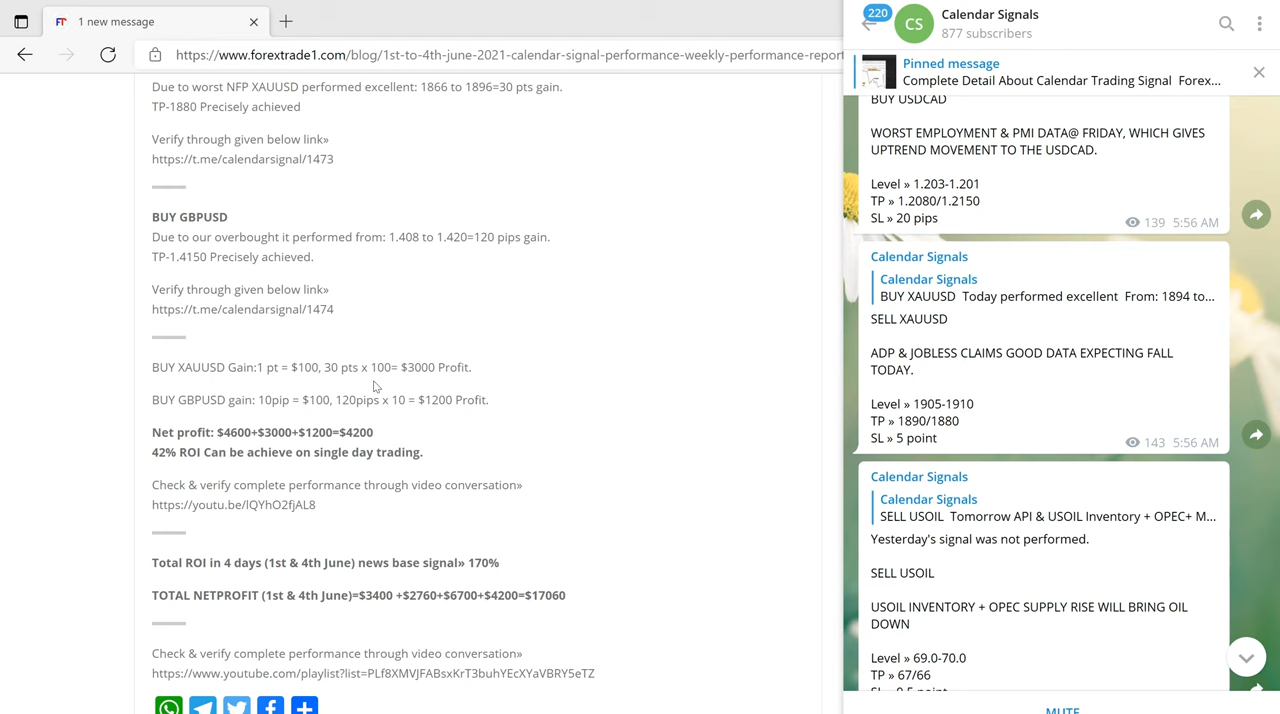 1 new message
https://www.forextrade1.com/blog/1st-to-4th-june-2021-calendar-signal-performance-weekly-performance-repor
Due to worst NFP XAUUSD performed excellent: 1866 to 1896=30 pts gain.
TP-1880 Precisely achieved
Verify through given below link»
https://t.me/calendarsignal/1473
BUY GBPUSD
Due to our overbought it performed from: 1.408 to 1.420=120 pips gain.
TP-1.4150 Precisely achieved.
Verify through given below link»
https://t.me/calendarsignal/1474
BUY XAUUSD Gain:1 pt = $100, 30 pts x 100= $3000 Profit.
BUY GBPUSD gain: 10pip = $100, 120pips x 10 = $1200 Profit.
Net profit: $4600+$3000+$1200=$4200
42% ROI Can be achieve on single day trading.
Check & verify complete performance through video conversation»
https://youtu.be/lQYhO2fjAL8
Total ROI in 4 days (1st & 4th June) news base signal» 170%
TOTAL NETPROFIT (1st & 4th June)=$3400 +$2760+$6700+$4200=$17060
Check & verify complete performance through video conversation»
https://www.youtube.com/playlist?list=PLf8XMVJFABsxKrT3buhYEcXYaVBRY5eTZ
220
CS
Calendar Signals
877 subscribers
Pinned message
Complete Detail About Calendar Trading Signal Forex...
BUY USDCAD
WORST EMPLOYMENT & PMI DATA@ FRIDAY, WHICH GIVES
UPTREND MOVEMENT TO THE USDCAD.
Level » 1.203-1.201
TP » 1.2080/1.2150
SL » 20 pips
139 5:56 AM
Calendar Signals
Calendar Signals
BUY XAUUSD Today performed excellent From: 1894 to...
SELL XAUUSD
ADP & JOBLESS CLAIMS GOOD DATA EXPECTING FALL
TODAY.
Level » 1905-1910
TP » 1890/1880
SL » 5 point
143 5:56 AM
Calendar Signals
Calendar Signals
SELL USOIL Tomorrow API & USOIL Inventory + OPEC+ M...
Yesterday's signal was not performed.
SELL USOIL
USOIL INVENTORY + OPEC SUPPLY RISE WILL BRING OIL
DOWN
Level » 69.0-70.0
TP » 67/66
SL » 0.5 point
MUTE